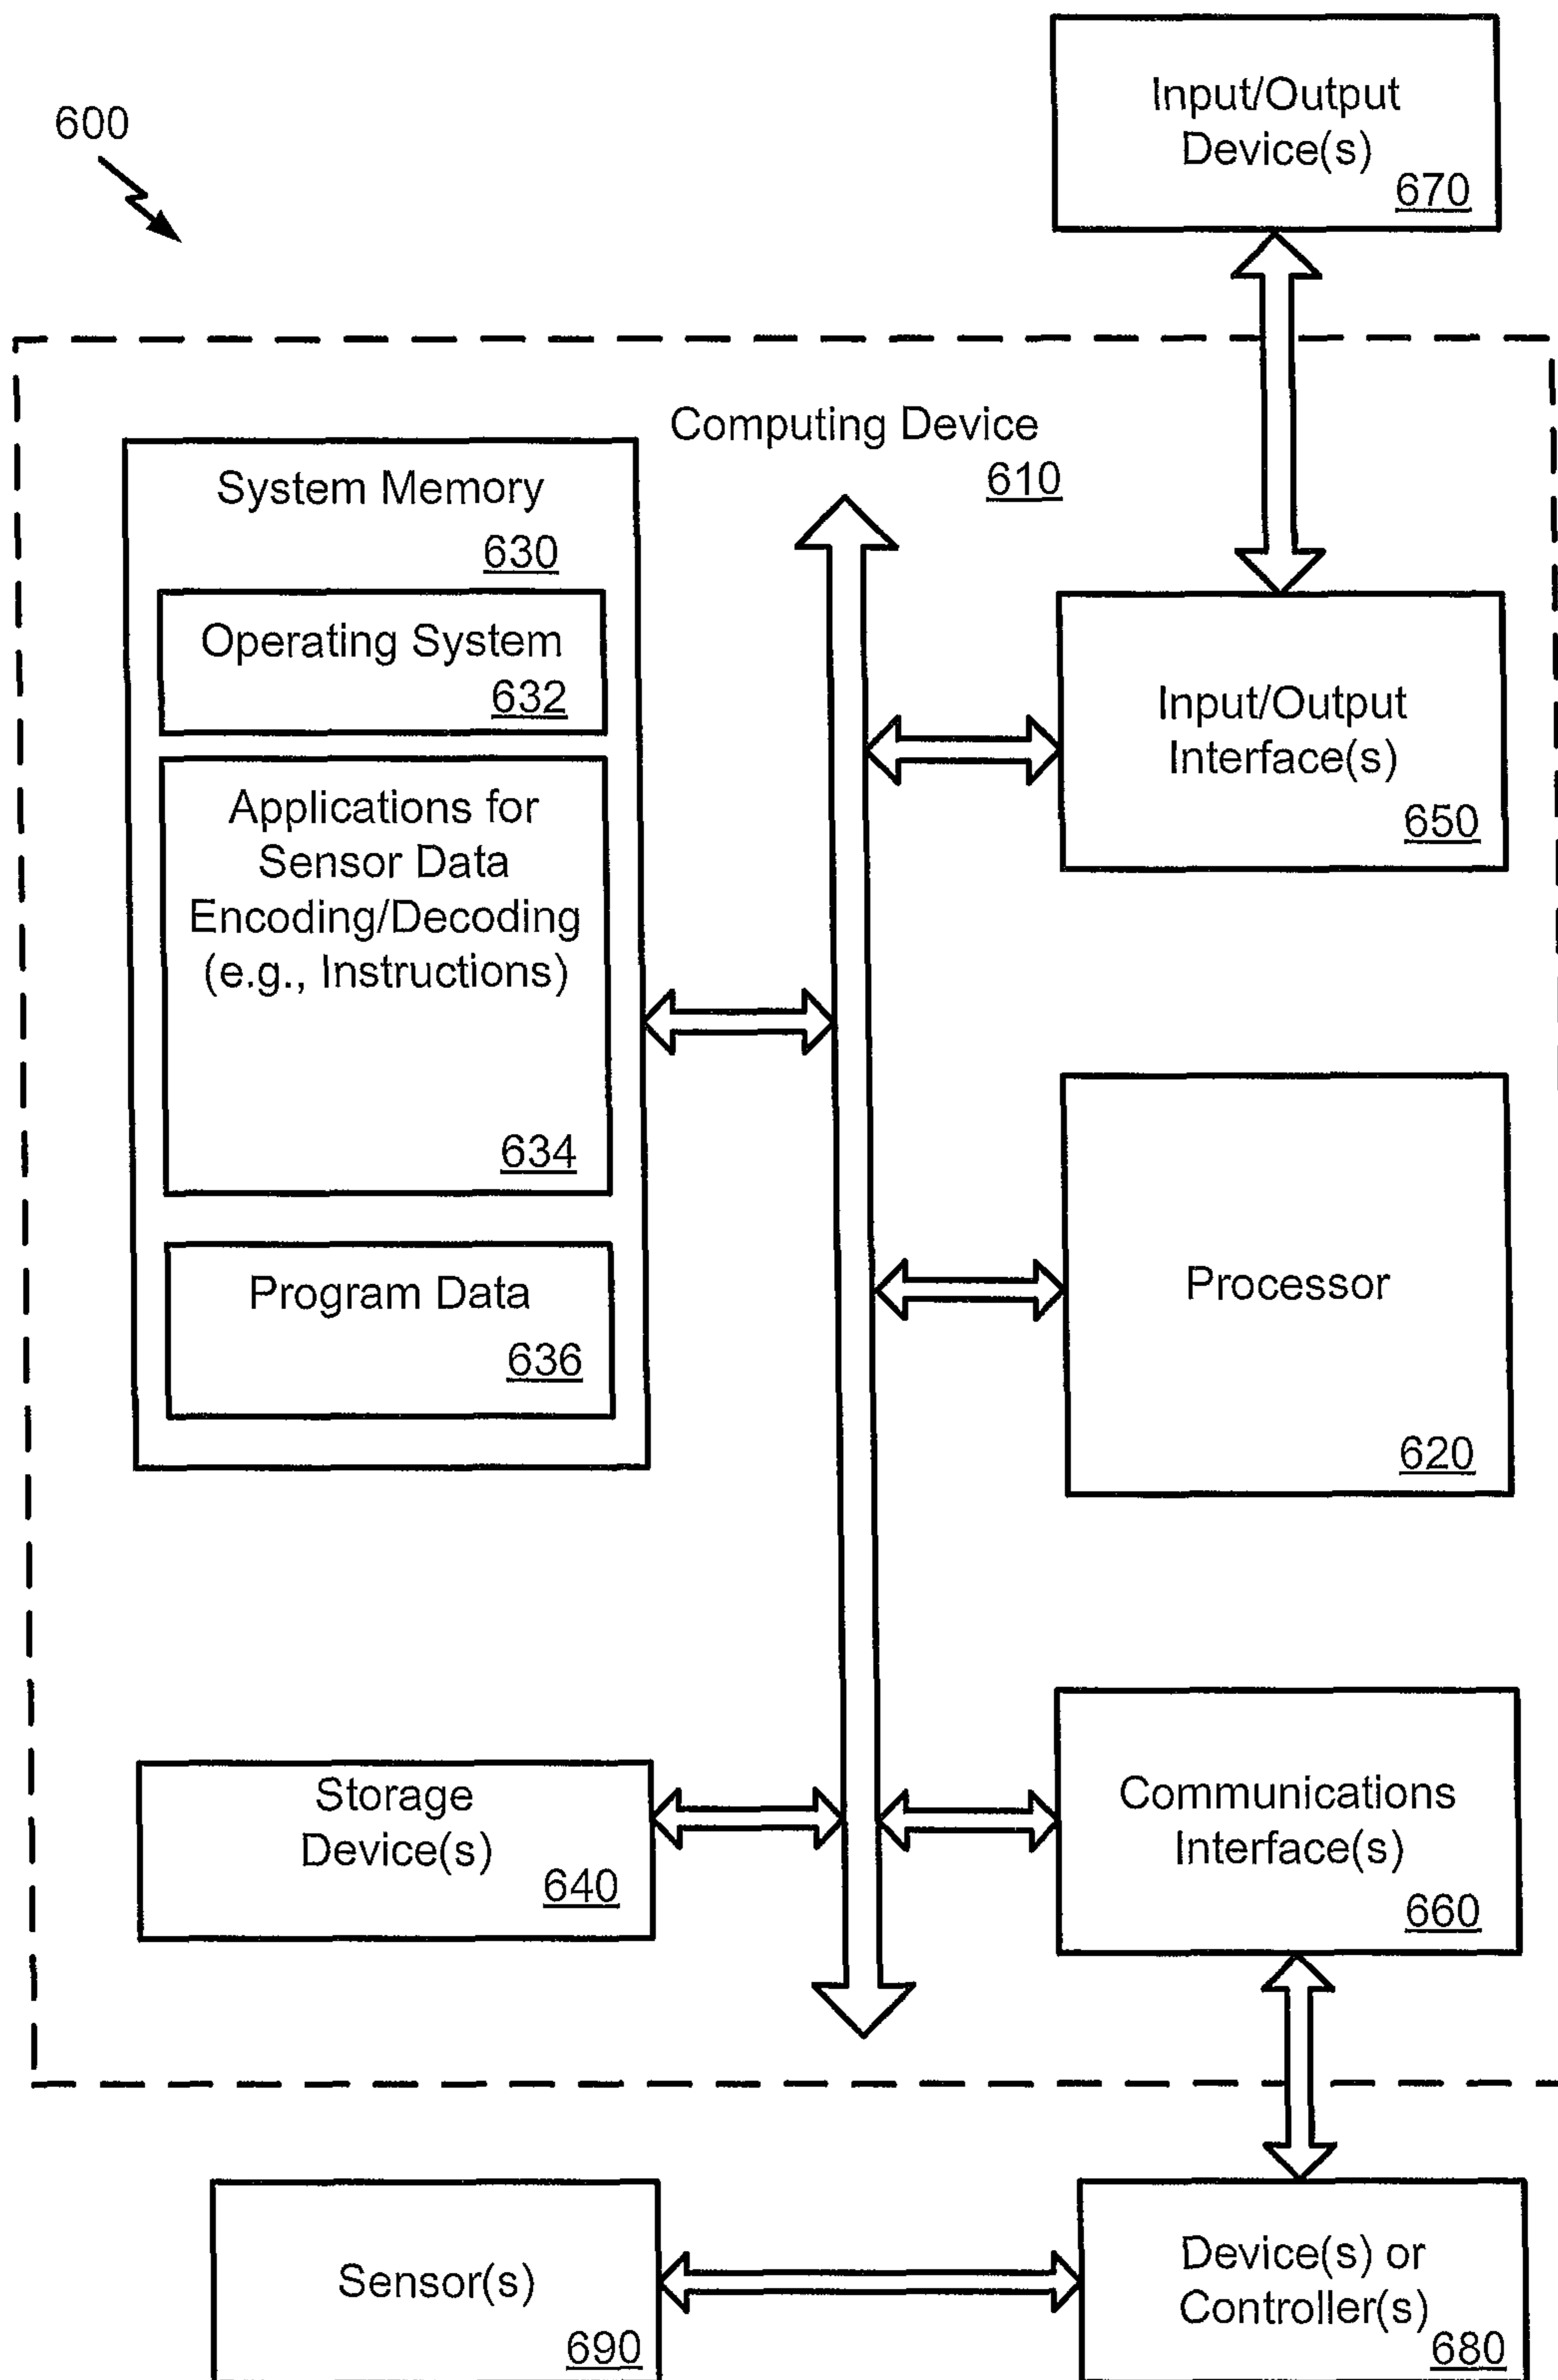 600
Input/Output
Device(s)
670
Computing Device
610
System Memory
630
Operating System
632
Applications for
Sensor Data
Encoding/Decoding
(e.g., Instructions)
634
Program Data
636
Input/Output
Interface(s)
650
Processor
620
Storage
Device(s)
640
Communications
Interface(s)
660
Sensor(s)
690
Device(s) or
Controller(s)
680